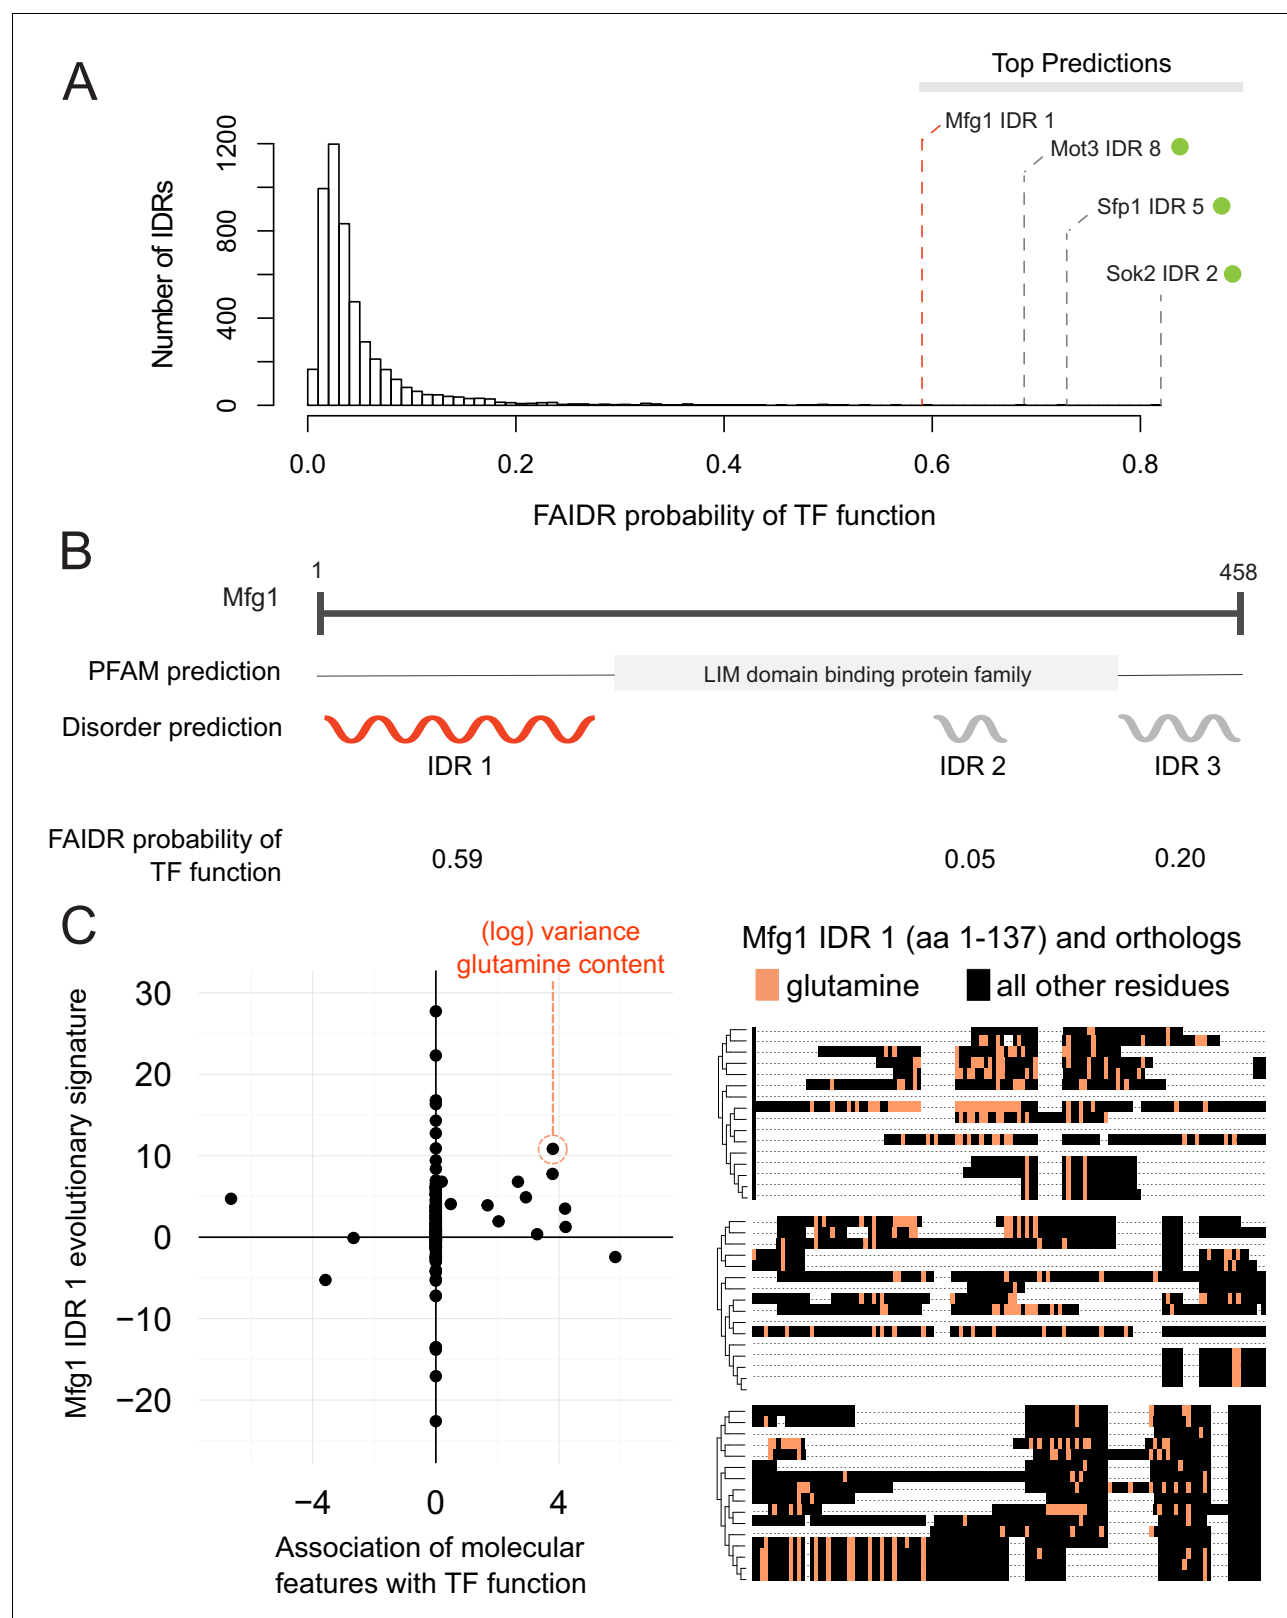 A
Top Predictions
Mfg1 IDR 1
Mot3 IDR 8
Sfp1 IDR 5
Sok2 IDR 2
Number of IDRs
1200
800
400
0
0.0 0.2 0.4 0.6 0.8
FAIDR probability of TF function
B
1 458
Mfg1
PFAM prediction
LIM domain binding protein family
Disorder prediction
IDR 1 IDR 2 IDR 3
FAIDR probability of
TF function
0.59 0.05 0.20
C
(log) variance
glutamine content
Mfg1 IDR 1 evolutionary signature
30
20
10
0
−10
−20
−4 0 4
Association of molecular
features with TF function
Mfg1 IDR 1 (aa 1-137) and orthologs
glutamine all other residues